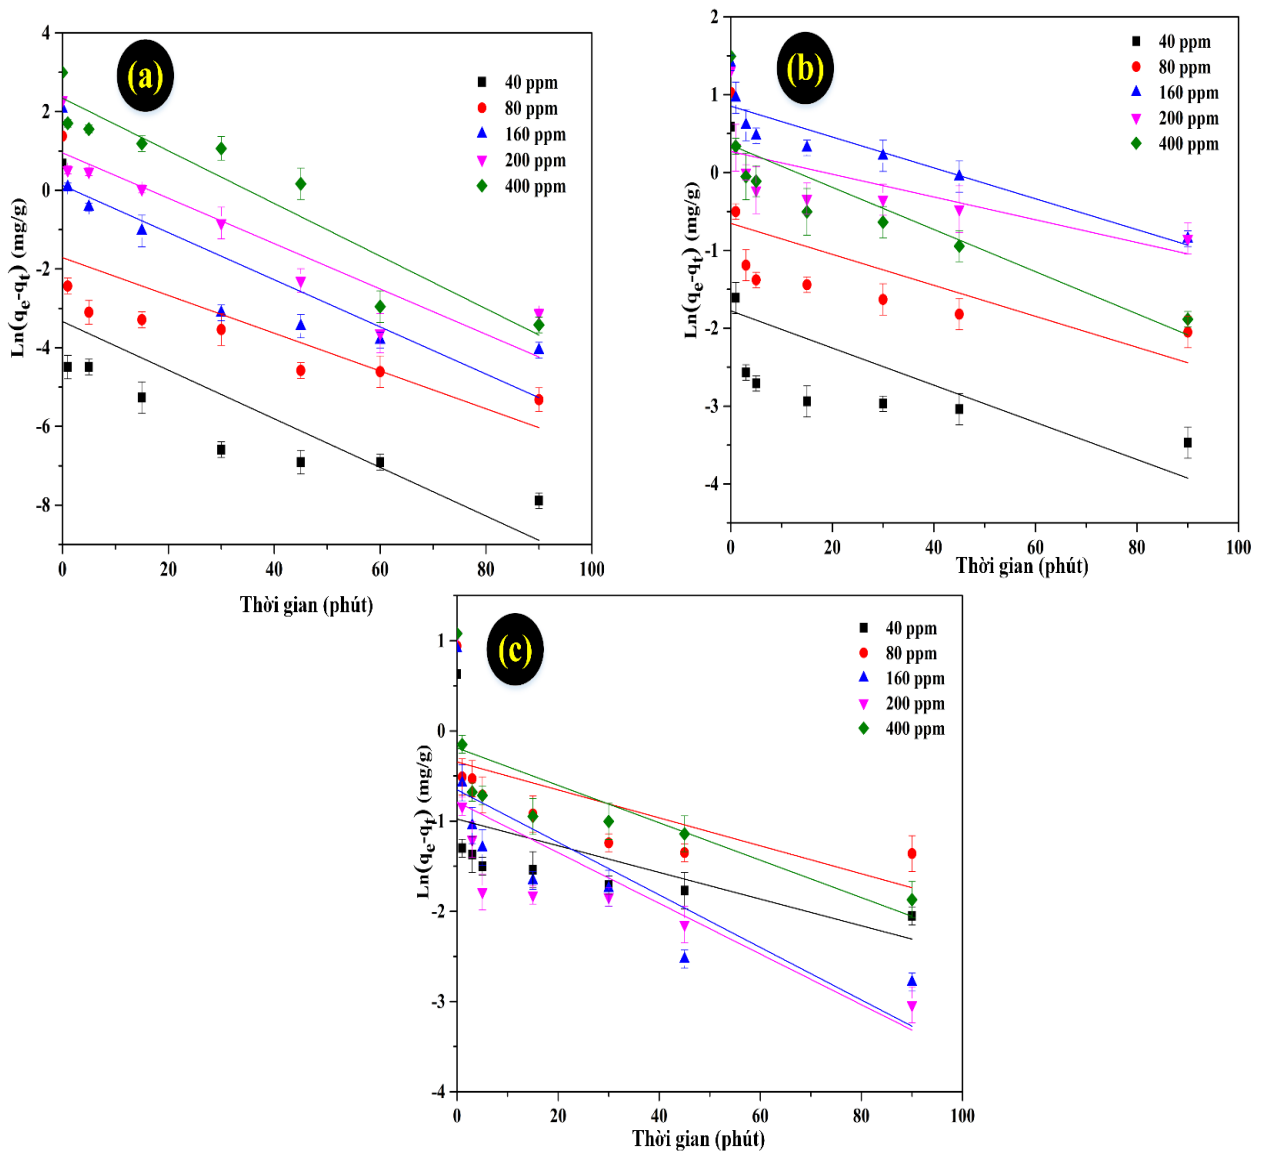 (a)
40 ppm
80 ppm
160 ppm
200 ppm
400 ppm
4
2
0
-2
-4
-6
-8
Ln(qe-qt) (mg/g)
0
20
40
60
80
100
Thời gian (phút)
(b)
40 ppm
80 ppm
160 ppm
200 ppm
400 ppm
2
1
0
-1
-2
-3
-4
Ln(qe-qt) (mg/g)
0
20
40
60
80
100
Thời gian (phút)
(c)
40 ppm
80 ppm
160 ppm
200 ppm
400 ppm
1
0
-1
-2
-3
-4
Ln(qe-qt) (mg/g)
0
20
40
60
80
100
Thời gian (phút)